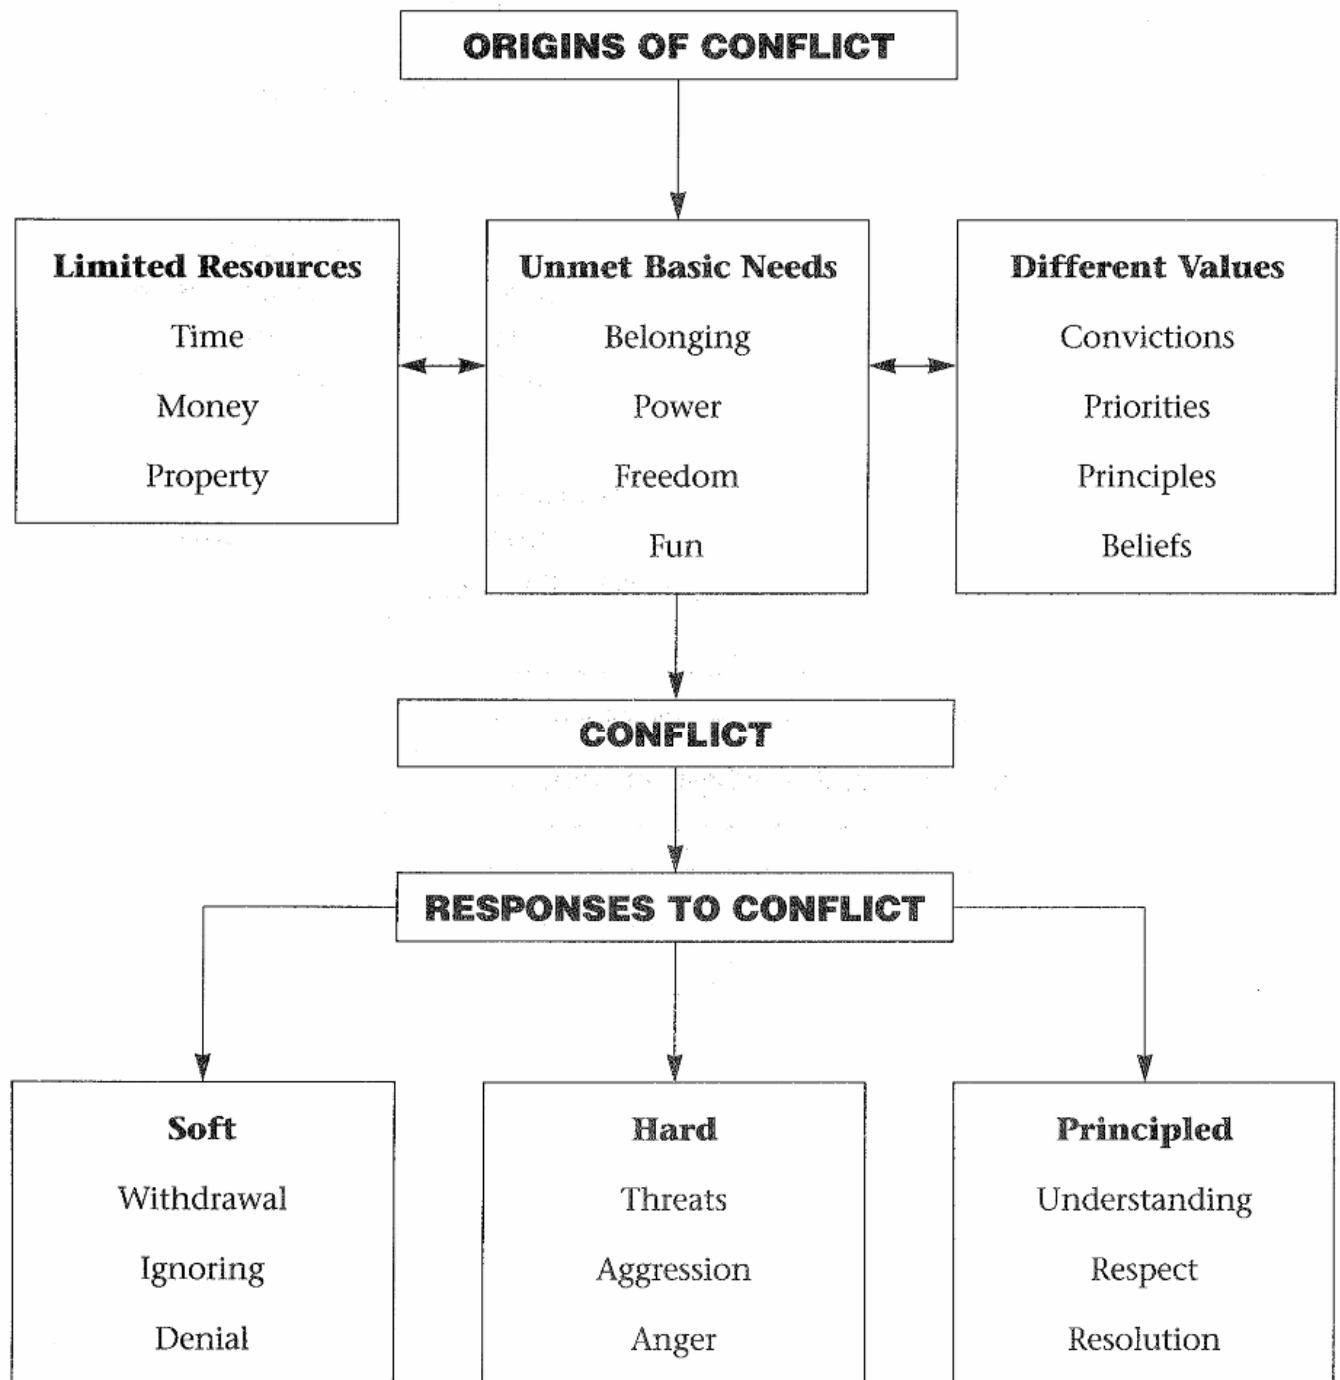 ORIGINS OF CONFLICT
Limited Resources
Time
Money
Property
Unmet Basic Needs
Belonging
Power
Freedom
Fun
Different Values
Convictions
Priorities
Principles
Beliefs
CONFLICT
RESPONSES TO CONFLICT
Soft
Withdrawal
Ignoring
Denial
Hard
Threats
Aggression
Anger
Principled
Understanding
Respect
Resolution